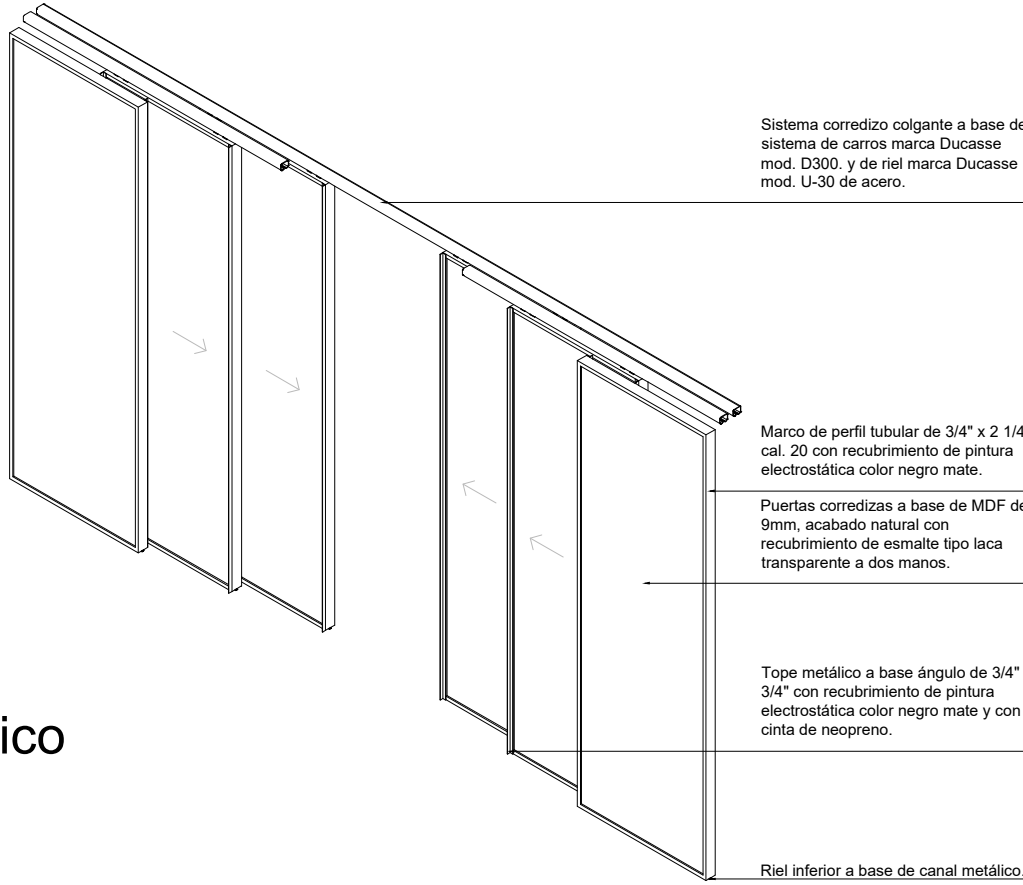 Sistema corredizo colgante a base de
sistema de carros marca Ducasse
mod. D300. y de riel marca Ducasse
mod. U-30 de acero.
Marco de perfil tubular de 3/4" x 2 1/4
cal. 20 con recubrimiento de pintura
electrostática color negro mate.
Puertas corredizas a base de MDF de
9mm, acabado natural con
recubrimiento de esmalte tipo laca
transparente a dos manos.
Tope metálico a base ángulo de 3/4"
3/4" con recubrimiento de pintura
electrostática color negro mate y con
cinta de neopreno.
ico
Riel inferior a base de canal metálico.